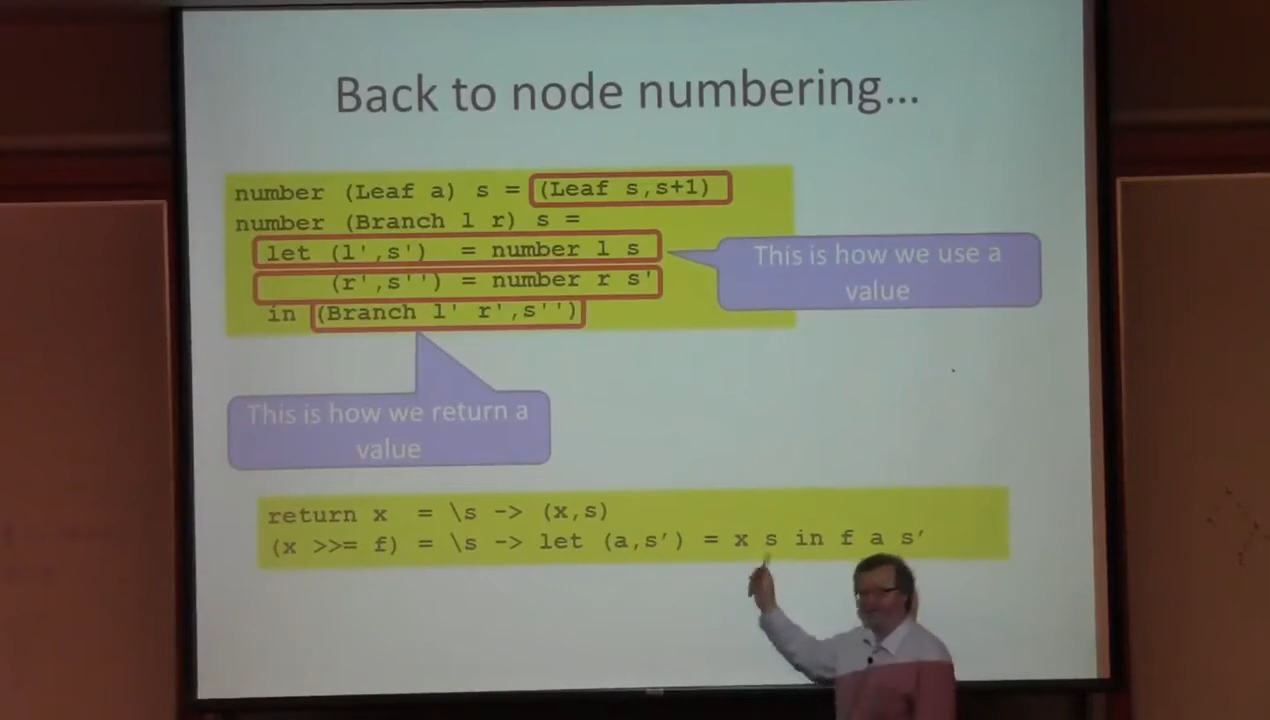 Back to node numbering...
number (Leaf a) s = (Leaf s,s+1)
number (Branch l r) s =
let (l',s') = number l s
(r',s'') = number r s'
in (Branch l' r',s'')
This is how we use a
value
This is how we return a
value
return x = \s -> (x,s)
(x >>= f) = \s -> let (a,s′) = x s in f a s′